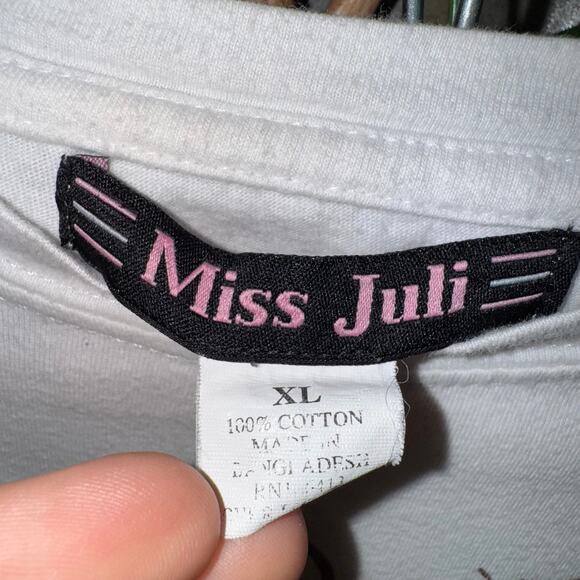 Miss Juli
XL
100% COTTON
MADE IN
BANGLADESH